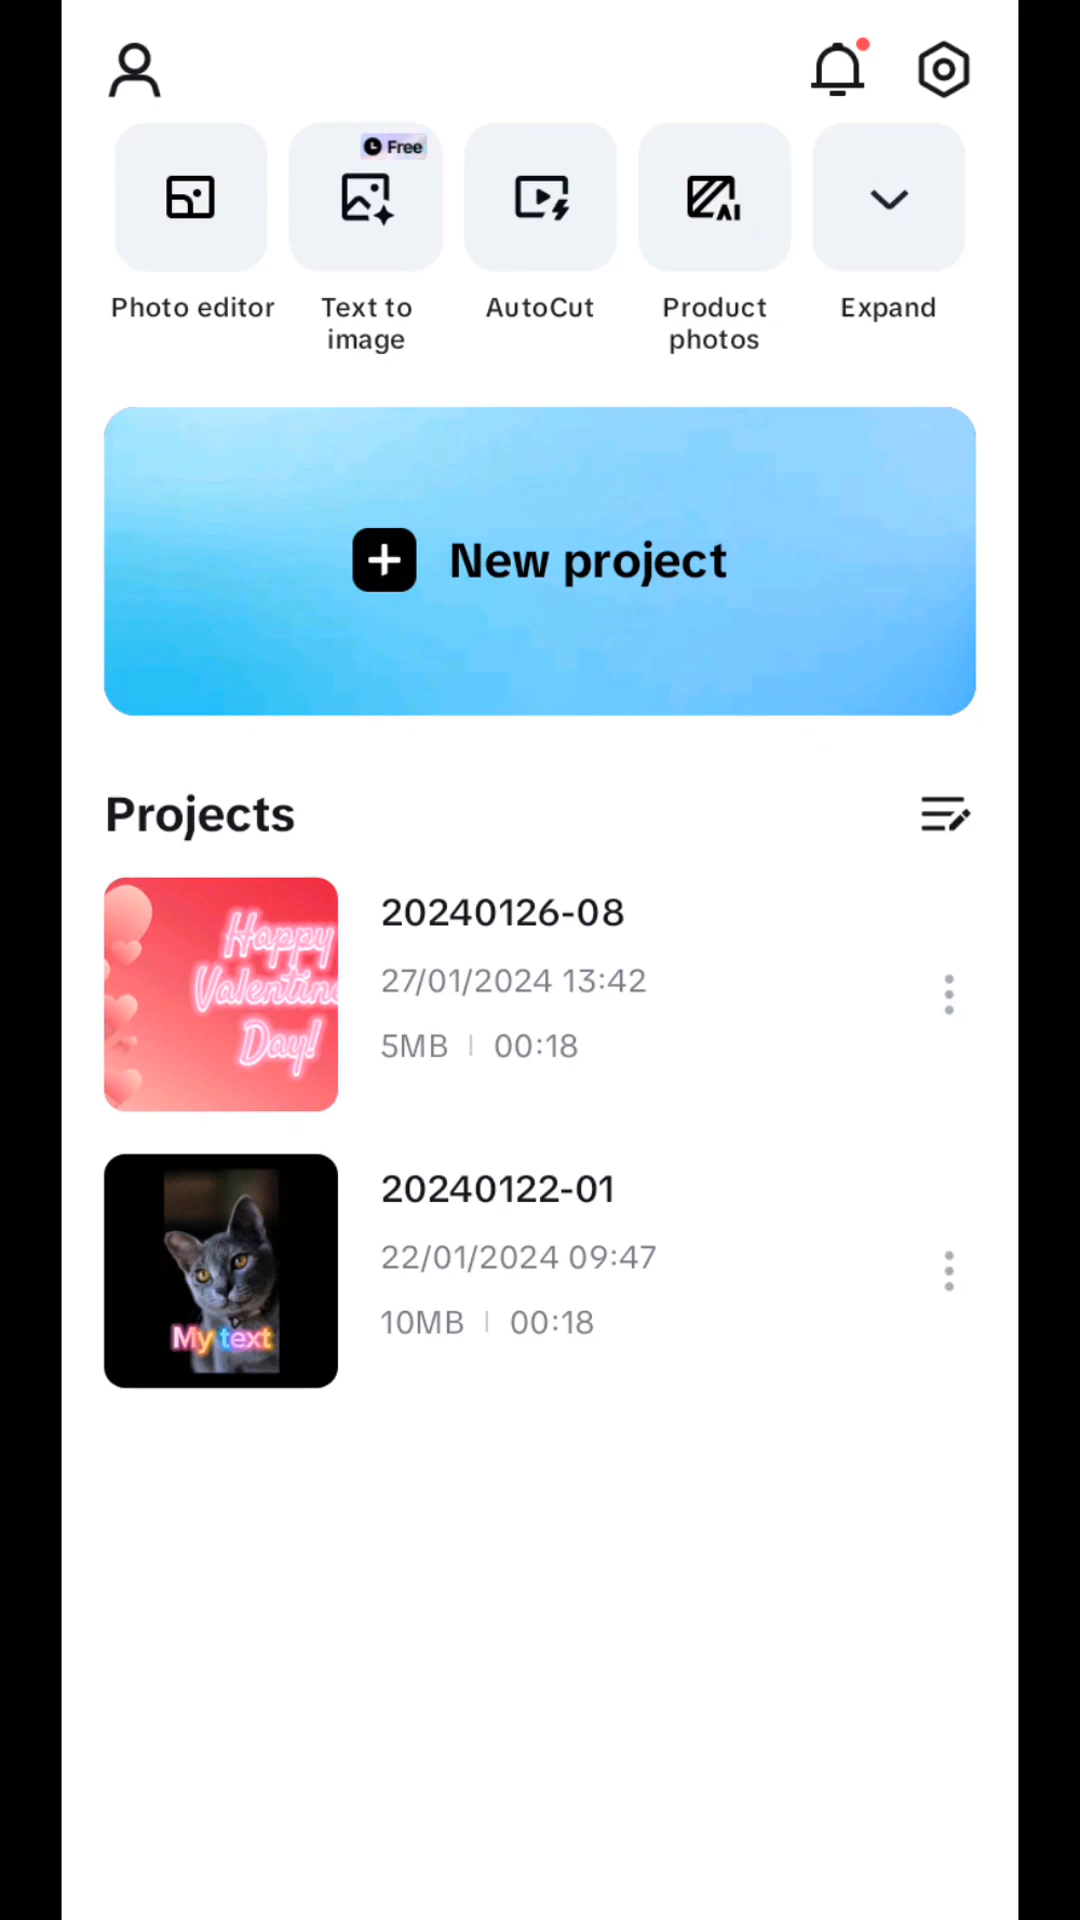 Free
Photo editor
Text to
image
AutoCut
Product
photos
Expand
AI
New project
Projects
Happy
Valentine
Day!
20240126-08
27/01/2024 13:42
5MB | 00:18
My text
20240122-01
22/01/2024 09:47
10MB | 00:18